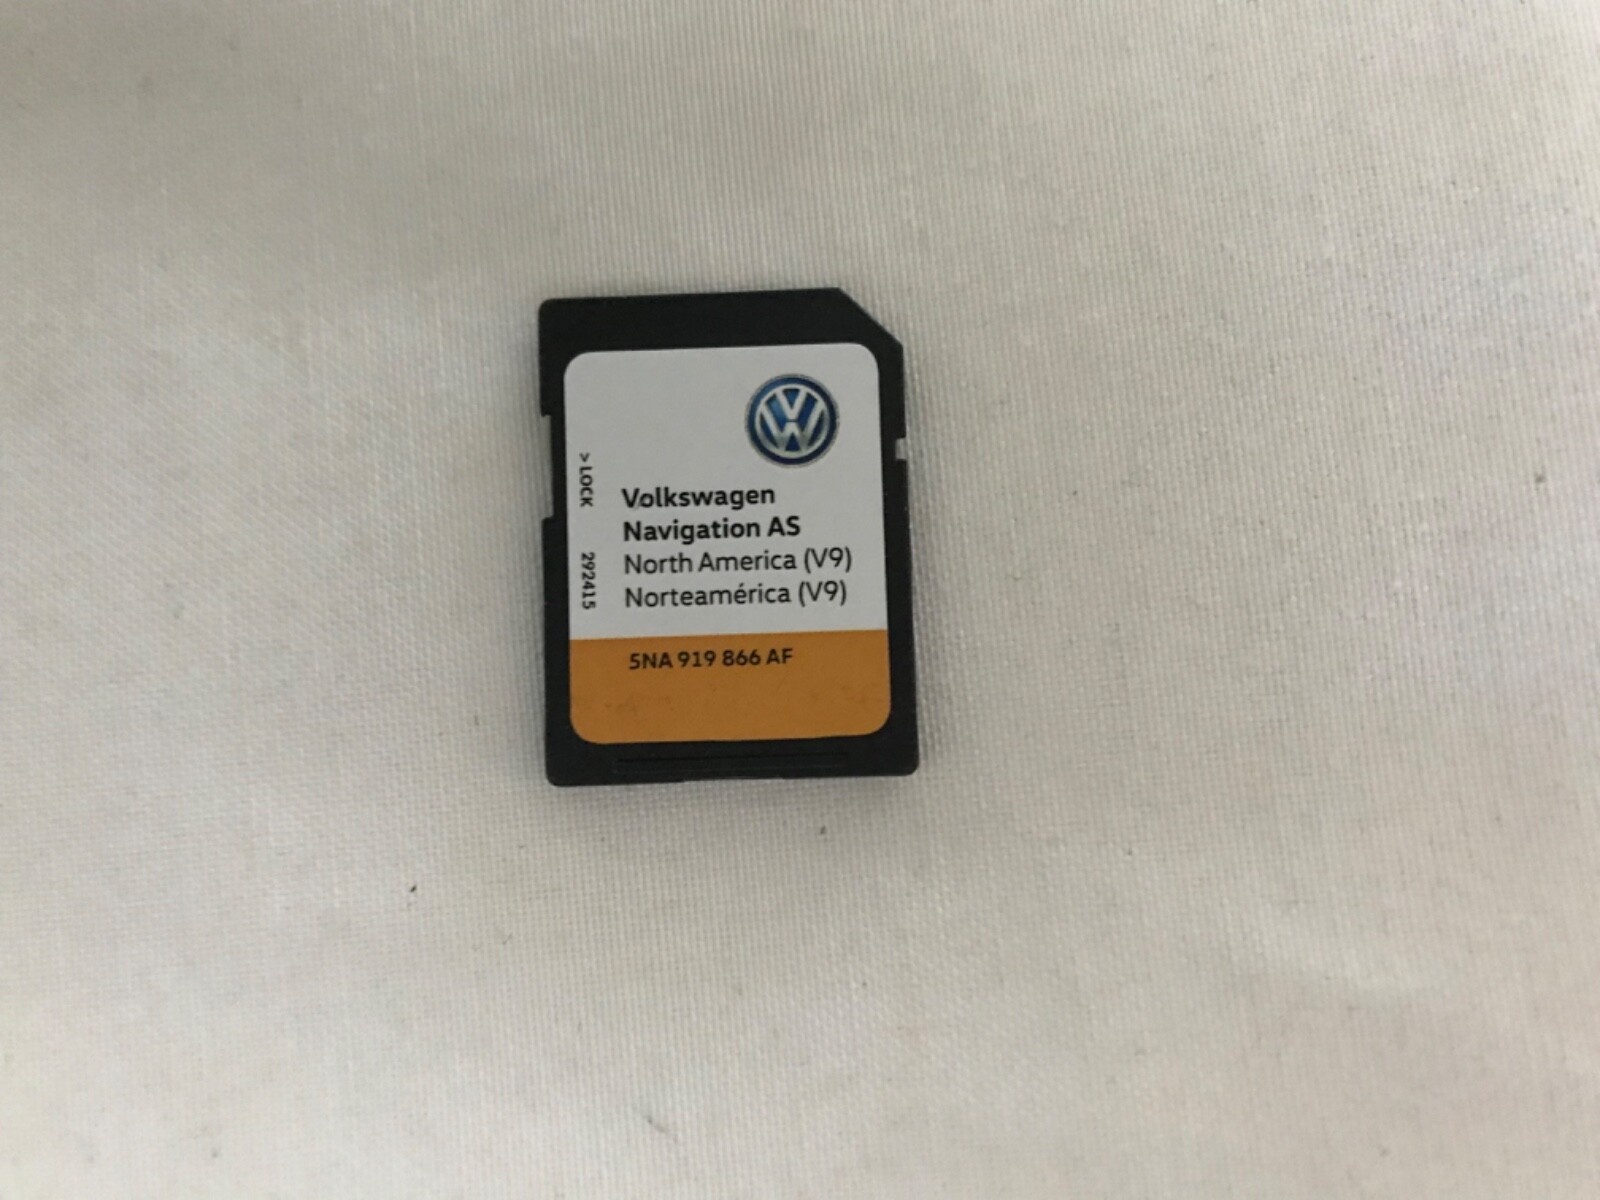 > LOCK
292415
Volkswagen
Navigation AS
North America (V9)
Norteamérica (V9)
5NA 919 866 AF